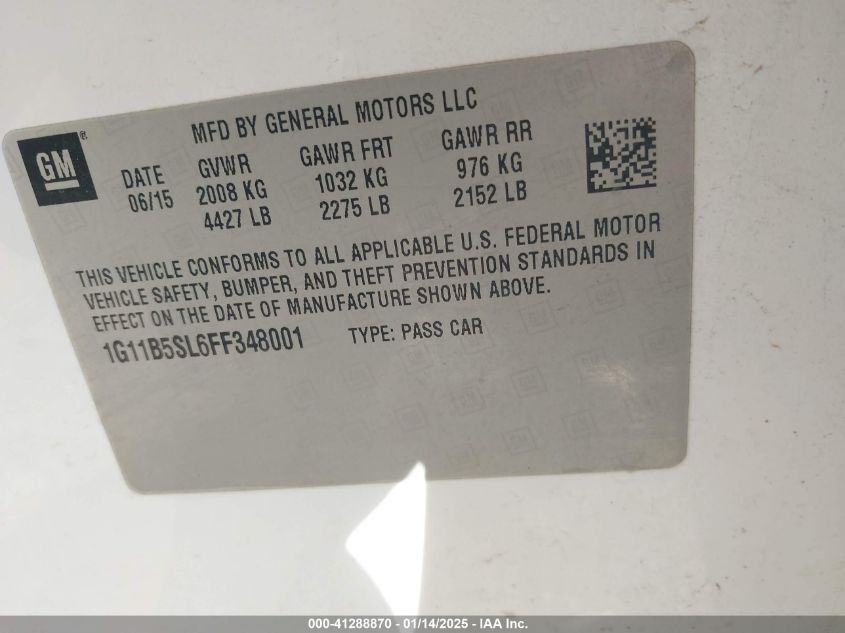 MFD BY GENERAL MOTORS LLC
GM®
DATE GVWR GAWR FRT GAWR RR
06/15 2008 KG 1032 KG 976 KG
4427 LB 2275 LB 2152 LB
THIS VEHICLE CONFORMS TO ALL APPLICABLE U.S. FEDERAL MOTOR
VEHICLE SAFETY, BUMPER, AND THEFT PREVENTION STANDARDS IN
EFFECT ON THE DATE OF MANUFACTURE SHOWN ABOVE.
1G11B5SL6FF348001 TYPE: PASS CAR
000-41288870 - 01/14/2025 - IAA Inc.